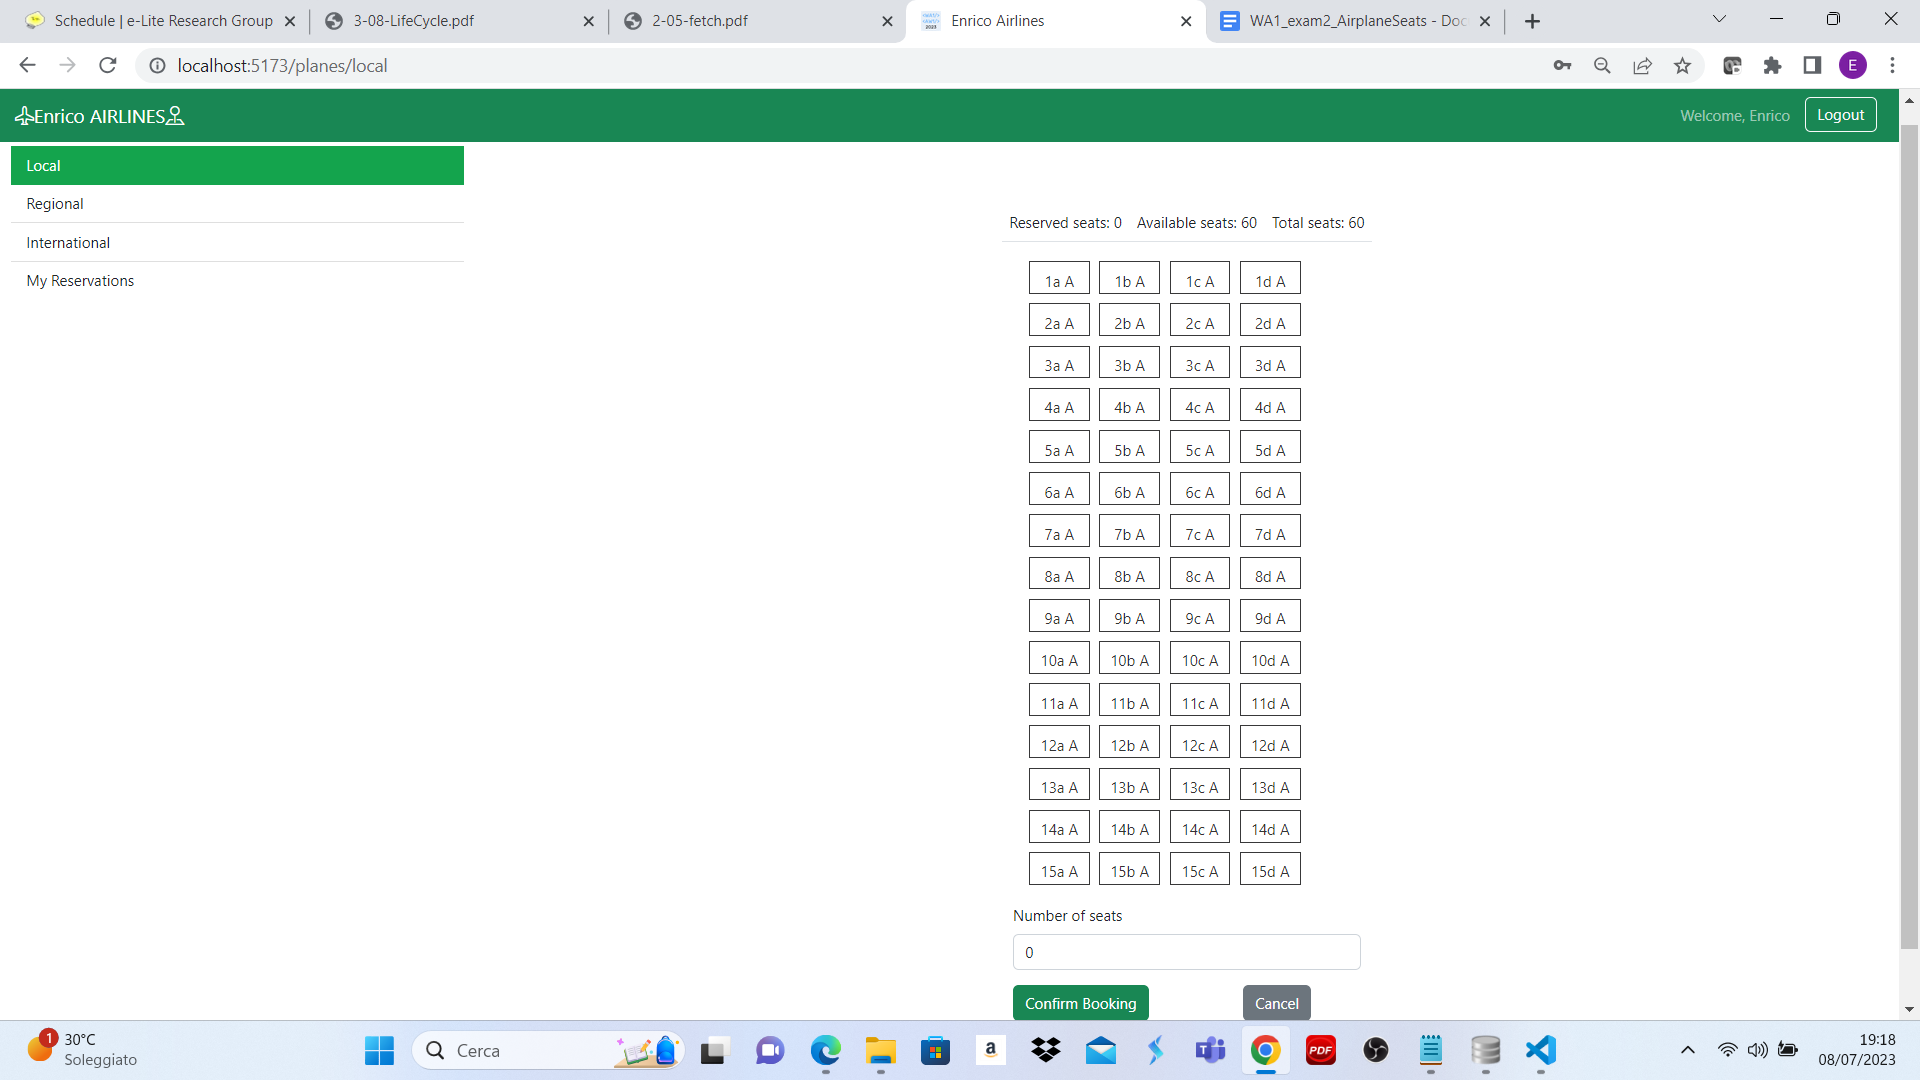 Schedule | e-Lite Research Group
3-08-LifeCycle.pdf
2-05-fetch.pdf
Enrico Airlines
WA1_exam2_AirplaneSeats - Doc
localhost:5173/planes/local
E
Enrico AIRLINES
Welcome, Enrico
Logout
Local
Regional
International
My Reservations
Reserved seats: 0 Available seats: 60 Total seats: 60
1a A 1b A 1c A 1d A
2a A 2b A 2c A 2d A
3a A 3b A 3c A 3d A
4a A 4b A 4c A 4d A
5a A 5b A 5c A 5d A
6a A 6b A 6c A 6d A
7a A 7b A 7c A 7d A
8a A 8b A 8c A 8d A
9a A 9b A 9c A 9d A
10a A 10b A 10c A 10d A
11a A 11b A 11c A 11d A
12a A 12b A 12c A 12d A
13a A 13b A 13c A 13d A
14a A 14b A 14c A 14d A
15a A 15b A 15c A 15d A
Number of seats
0
Confirm Booking
Cancel
1
30°C
Soleggiato
Cerca
a
PDF
19:18
08/07/2023